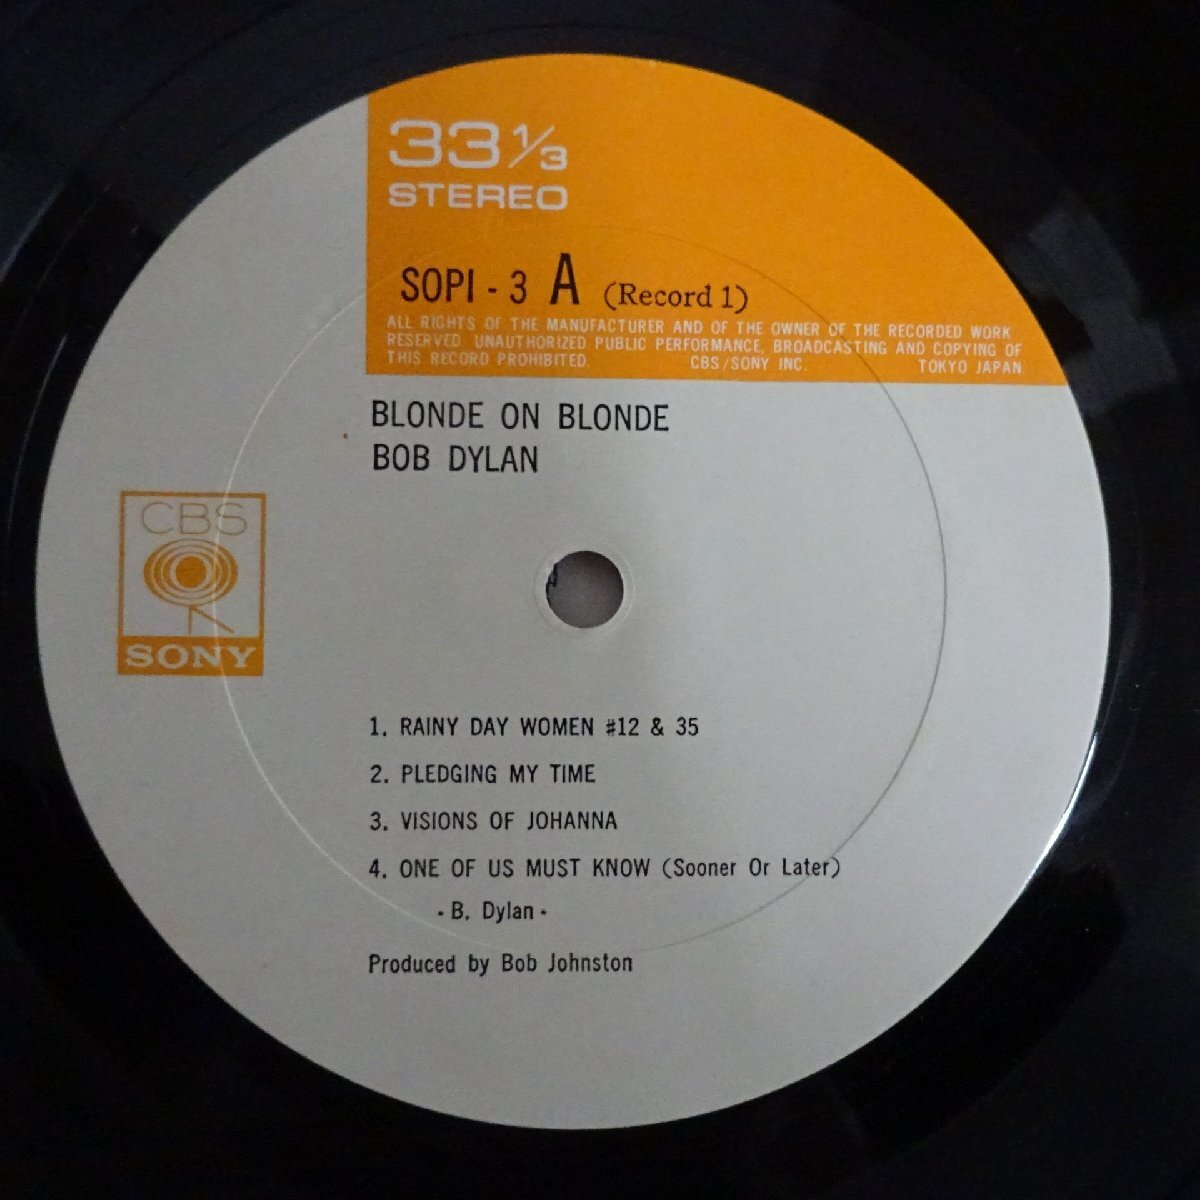 33 1/3
STEREO
SOPI - 3 A (Record 1)
ALL RIGHTS OF THE MANUFACTURER AND OF THE OWNER OF THE RECORDED WORK
RESERVED. UNAUTHORIZED PUBLIC PERFORMANCE, BROADCASTING AND COPYING OF
THIS RECORD PROHIBITED. CBS/SONY INC. TOKYO JAPAN
BLONDE ON BLONDE
BOB DYLAN
CBS
SONY
1. RAINY DAY WOMEN #12 & 35
2. PLEDGING MY TIME
3. VISIONS OF JOHANNA
4. ONE OF US MUST KNOW (Sooner Or Later)
- B. Dylan -
Produced by Bob Johnston